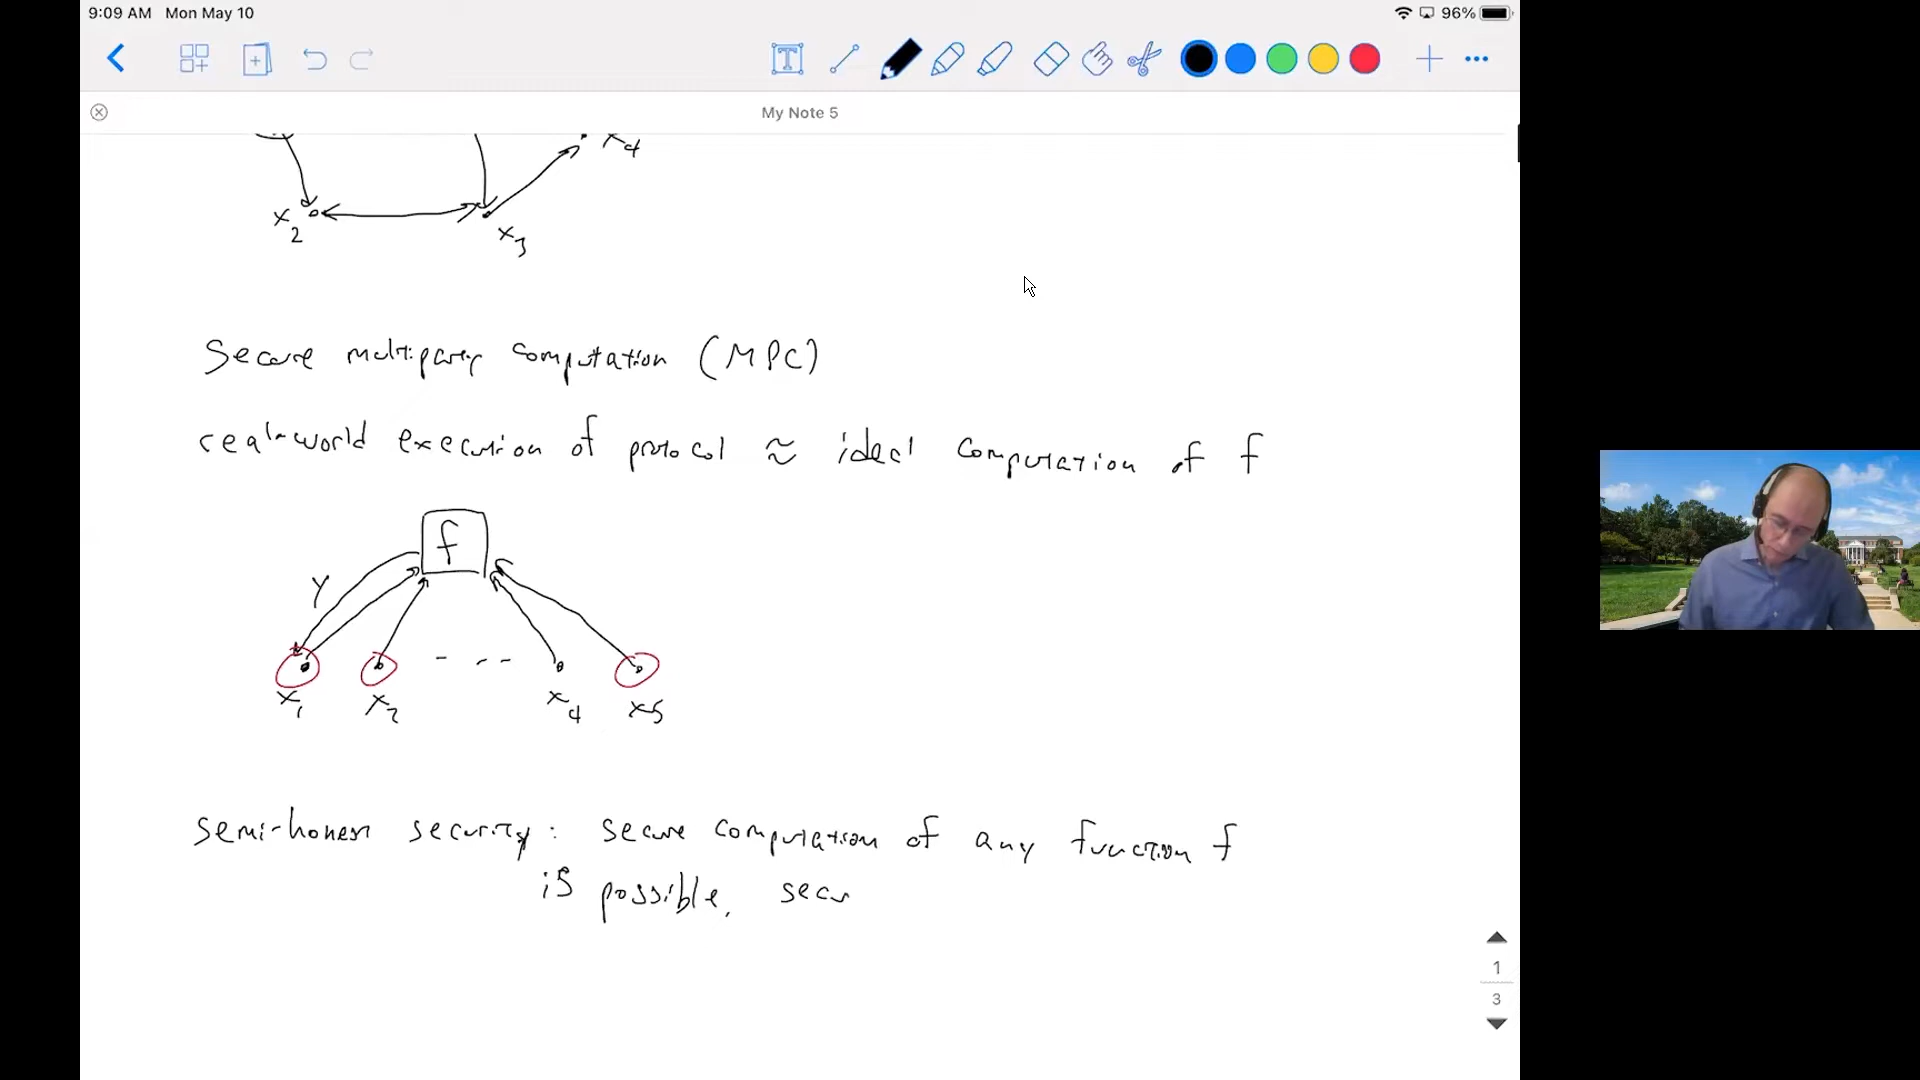 9:09 AM Mon May 10
96%
My Note 5
x4
x2
x3
Secure multiparty computation (MPC)
real-world execution of protocol ≈ ideal computation of f
f
y
x1 x2 - - - x4 x5
semi-honest security: secure computation of any function f
is possible, secu
1
3